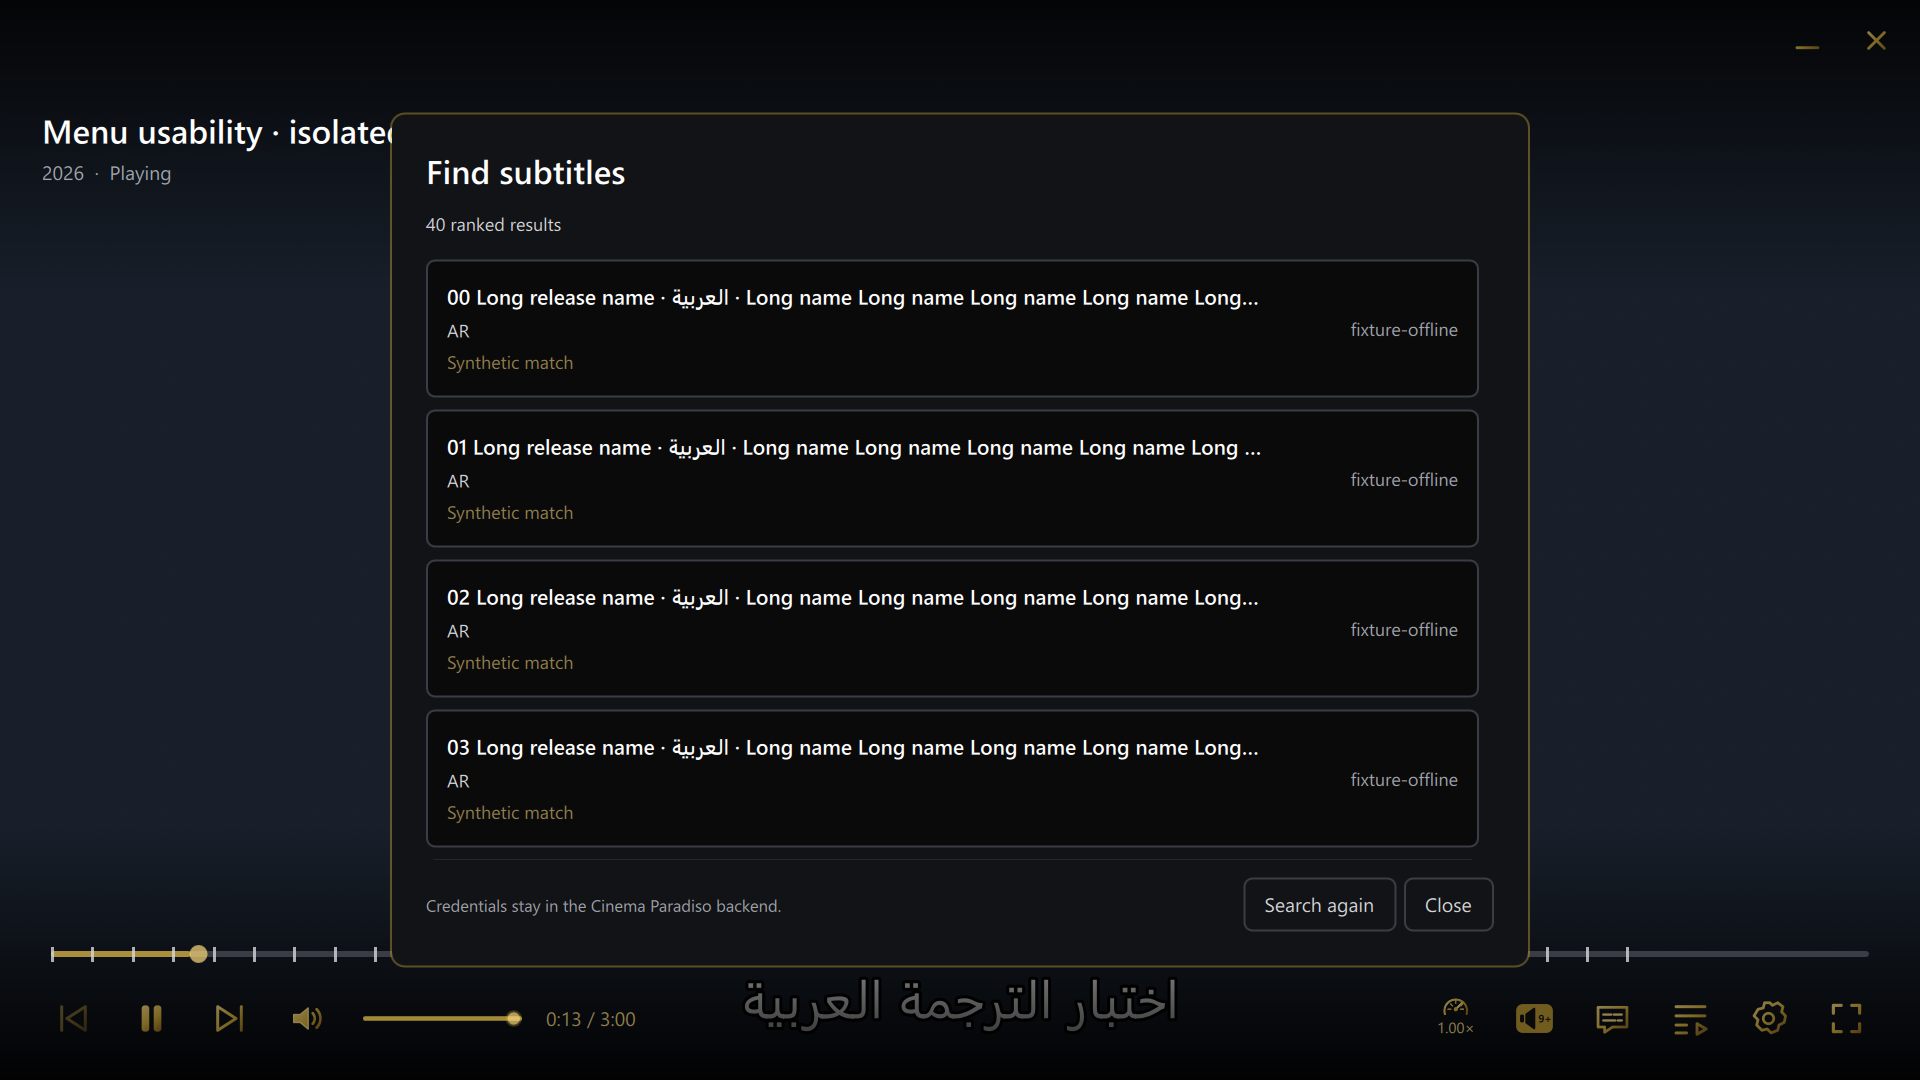 Menu usability · isolated
2026 · Playing
Find subtitles
40 ranked results
00 Long release name · العربية · Long name Long name Long name Long name Long...
AR
fixture-offline
Synthetic match
01 Long release name · العربية · Long name Long name Long name Long name Long ...
AR
fixture-offline
Synthetic match
02 Long release name · العربية · Long name Long name Long name Long name Long...
AR
fixture-offline
Synthetic match
03 Long release name · العربية · Long name Long name Long name Long name Long...
AR
fixture-offline
Synthetic match
Credentials stay in the Cinema Paradiso backend.
Search again
Close
اختبار الترجمة العربية
0:13 / 3:00
1.00×
9+